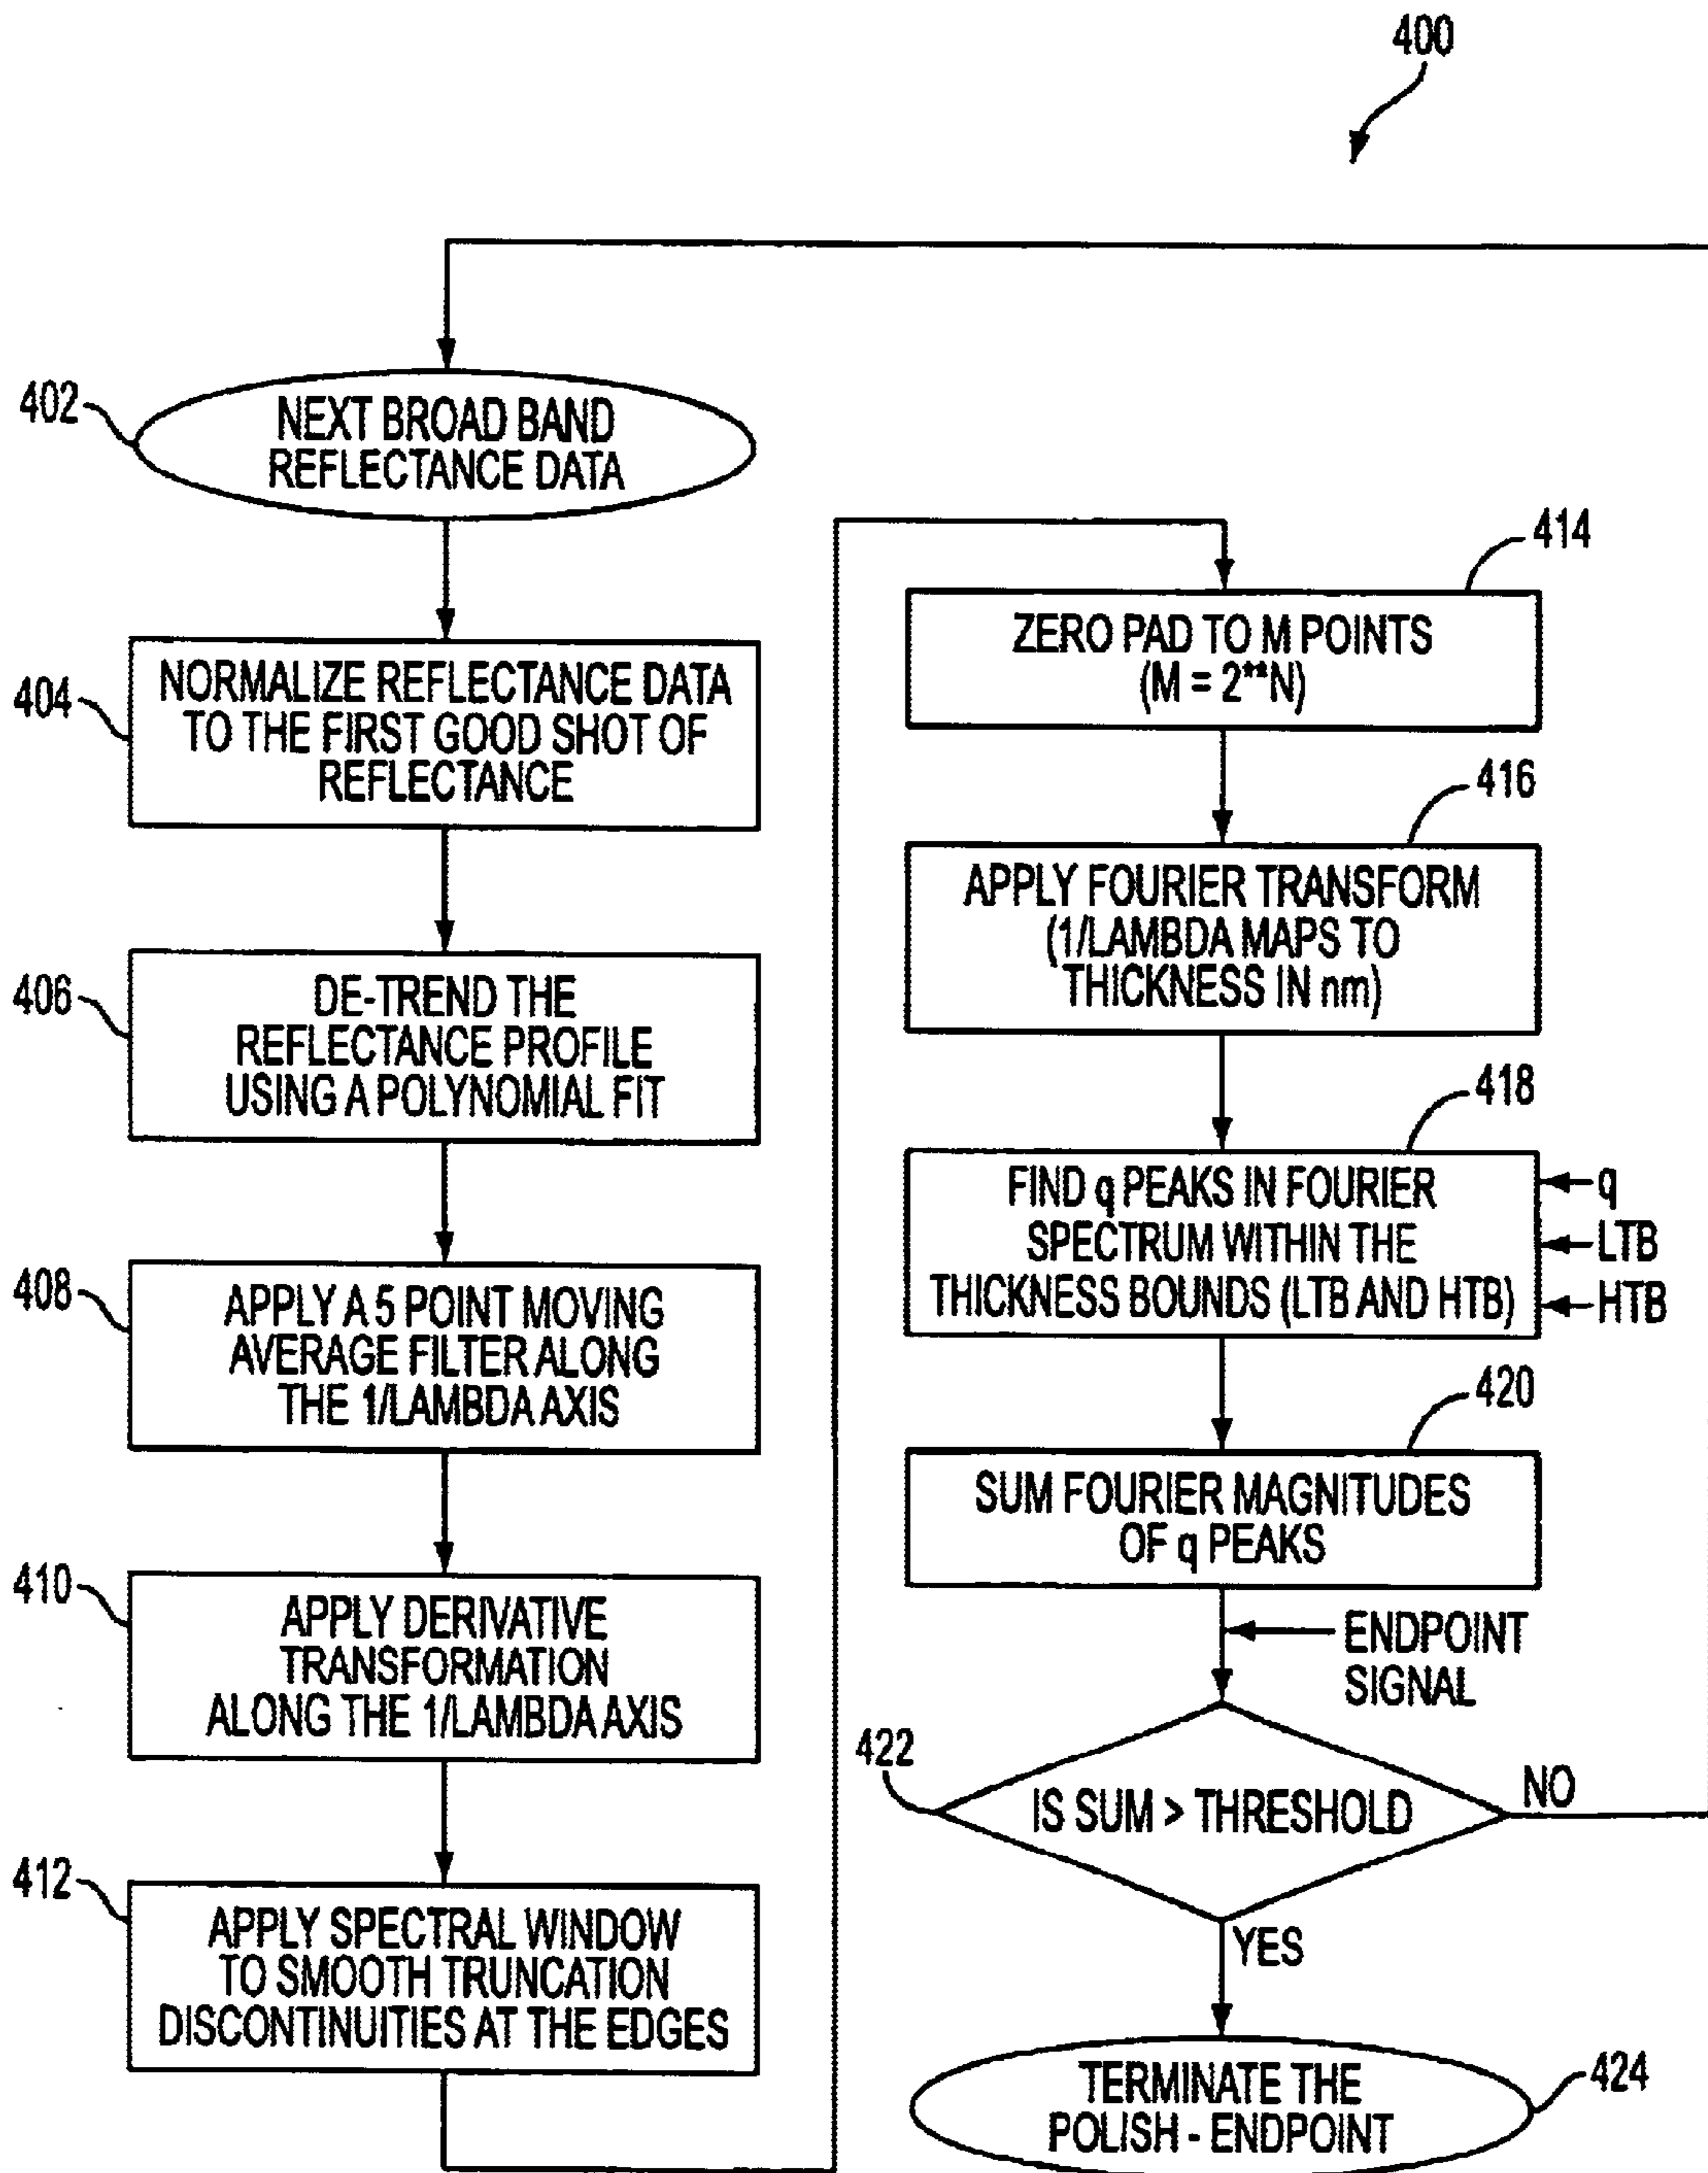 400
402
NEXT BROAD BAND
REFLECTANCE DATA
404
NORMALIZE REFLECTANCE DATA
TO THE FIRST GOOD SHOT OF
REFLECTANCE
406
DE-TREND THE
REFLECTANCE PROFILE
USING A POLYNOMIAL FIT
408
APPLY A 5 POINT MOVING
AVERAGE FILTER ALONG
THE 1/LAMBDA AXIS
410
APPLY DERIVATIVE
TRANSFORMATION
ALONG THE 1/LAMBDA AXIS
412
APPLY SPECTRAL WINDOW
TO SMOOTH TRUNCATION
DISCONTINUITIES AT THE EDGES
414
ZERO PAD TO M POINTS
(M = 2**N)
416
APPLY FOURIER TRANSFORM
(1/LAMBDA MAPS TO
THICKNESS IN nm)
418
FIND q PEAKS IN FOURIER
SPECTRUM WITHIN THE
THICKNESS BOUNDS (LTB AND HTB)
q
LTB
HTB
420
SUM FOURIER MAGNITUDES
OF q PEAKS
ENDPOINT
SIGNAL
422
IS SUM > THRESHOLD
NO
YES
TERMINATE THE
POLISH - ENDPOINT
424